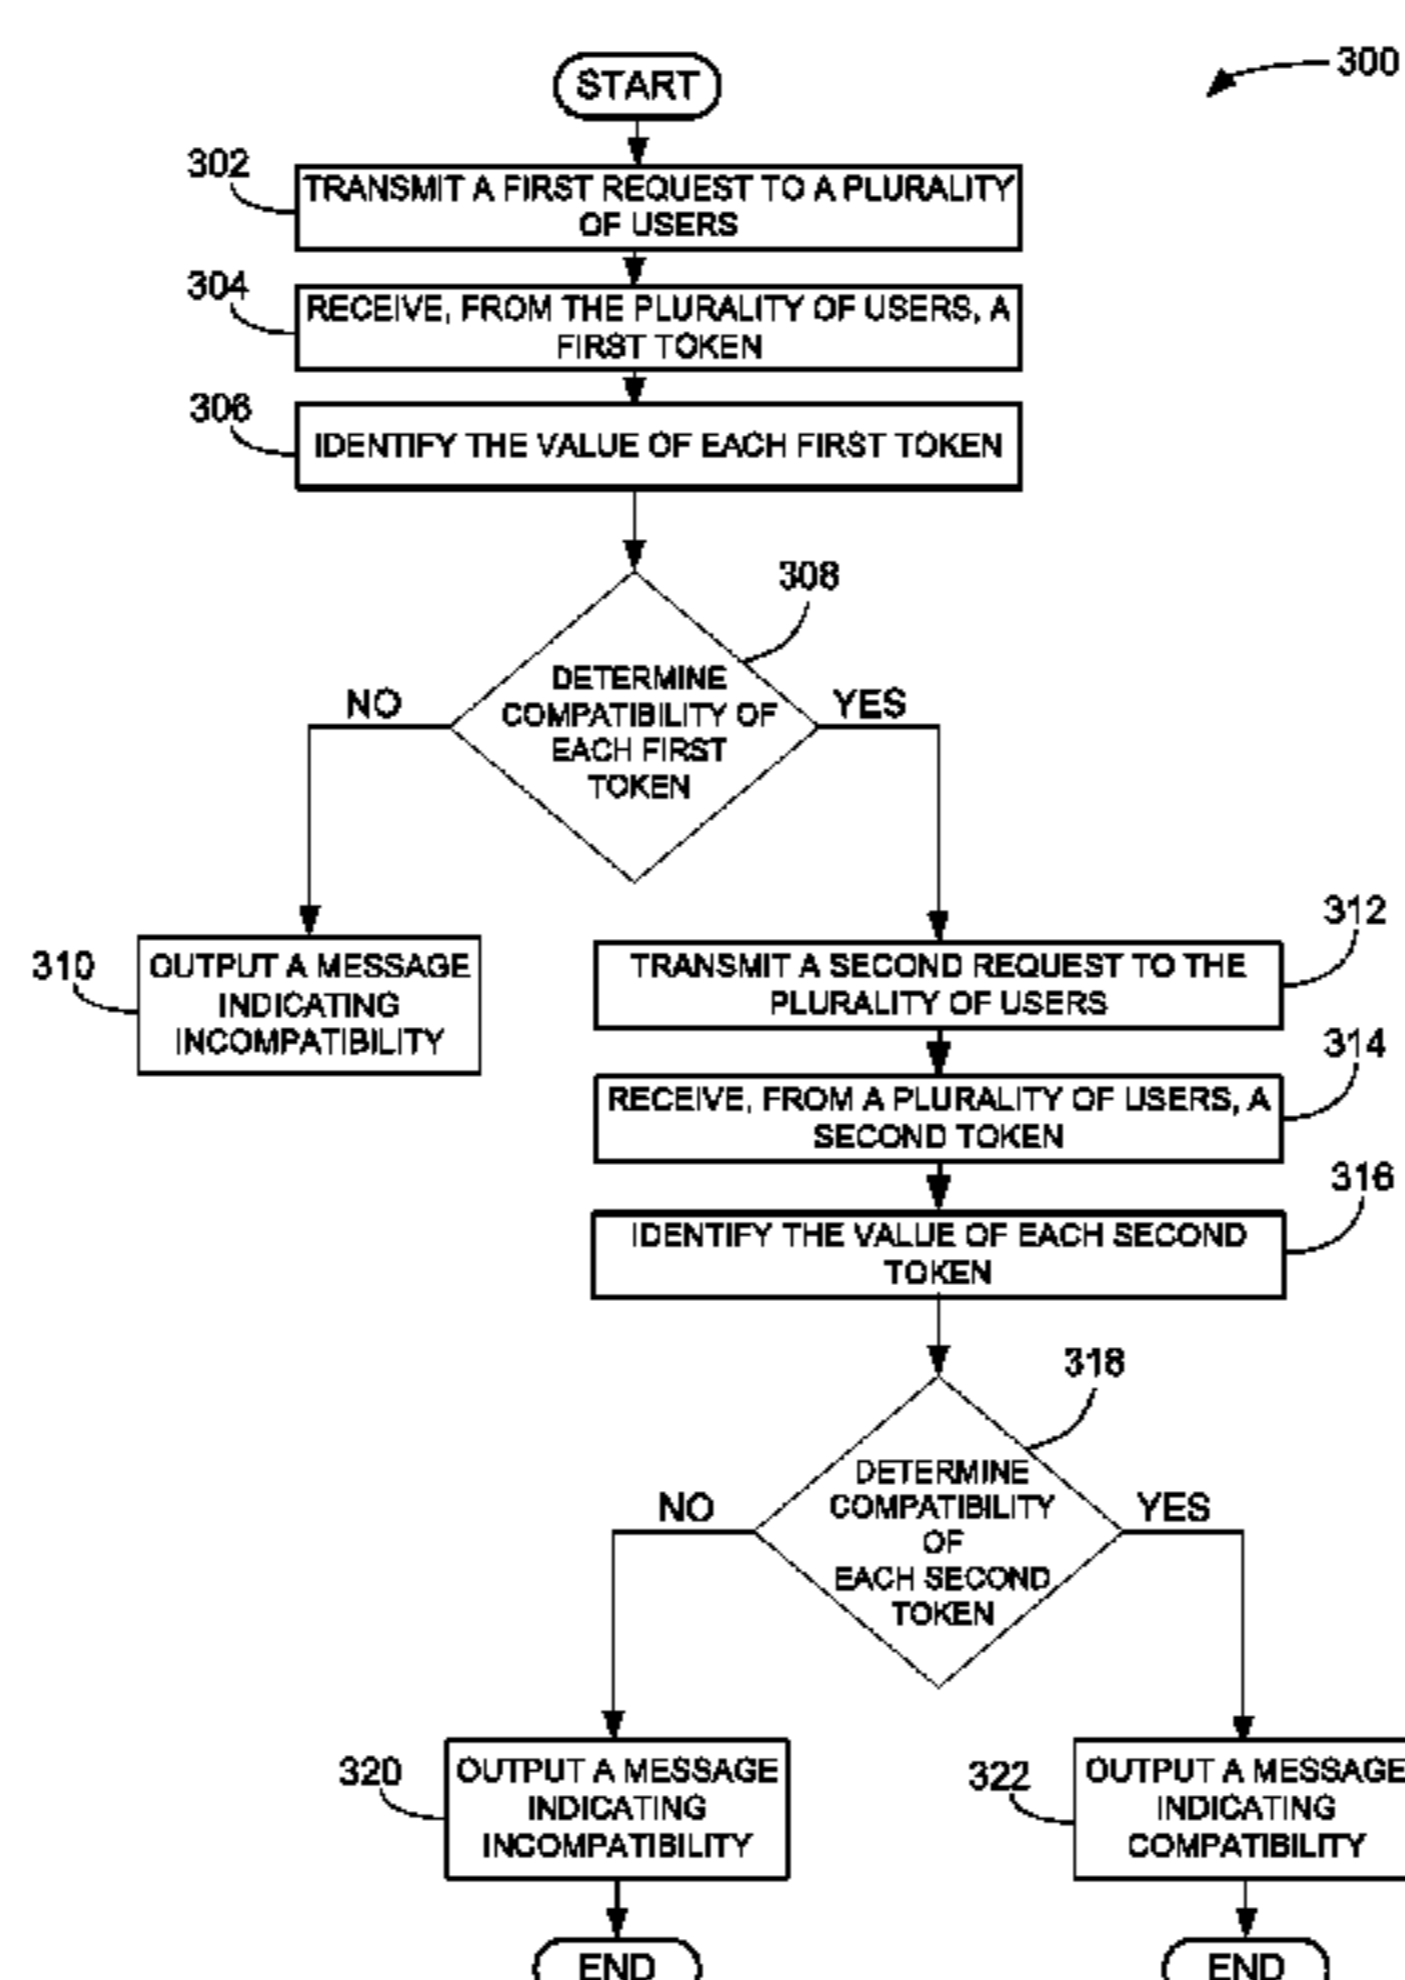 300
START
302
TRANSMIT A FIRST REQUEST TO A PLURALITY
OF USERS
304
RECEIVE, FROM THE PLURALITY OF USERS, A
FIRST TOKEN
306
IDENTIFY THE VALUE OF EACH FIRST TOKEN
308
DETERMINE
COMPATIBILITY OF
EACH FIRST
TOKEN
NO
YES
310
OUTPUT A MESSAGE
INDICATING
INCOMPATIBILITY
312
TRANSMIT A SECOND REQUEST TO THE
PLURALITY OF USERS
314
RECEIVE, FROM A PLURALITY OF USERS, A
SECOND TOKEN
316
IDENTIFY THE VALUE OF EACH SECOND
TOKEN
318
DETERMINE
COMPATIBILITY
OF
EACH SECOND
TOKEN
NO
YES
320
OUTPUT A MESSAGE
INDICATING
INCOMPATIBILITY
322
OUTPUT A MESSAGE
INDICATING
COMPATIBILITY
END
END